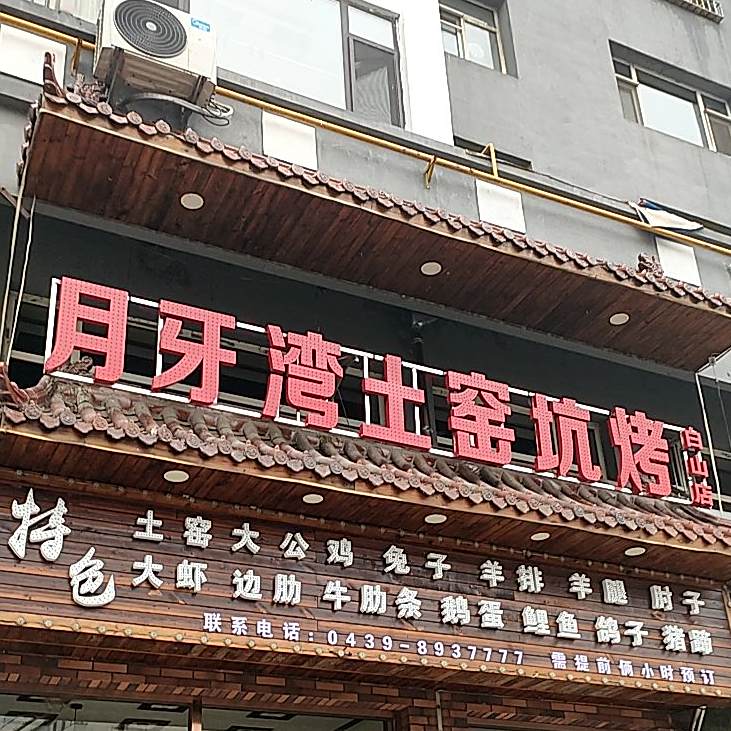 月牙湾土窑坑烤
白山店
特色
土窑大公鸡 兔子 羊排 羊腿 肘子
大虾 边肋 牛肋条 鹅蛋 鲤鱼 鸽子 猪蹄
联系电话:0439-8937777 需提前俩小时预订